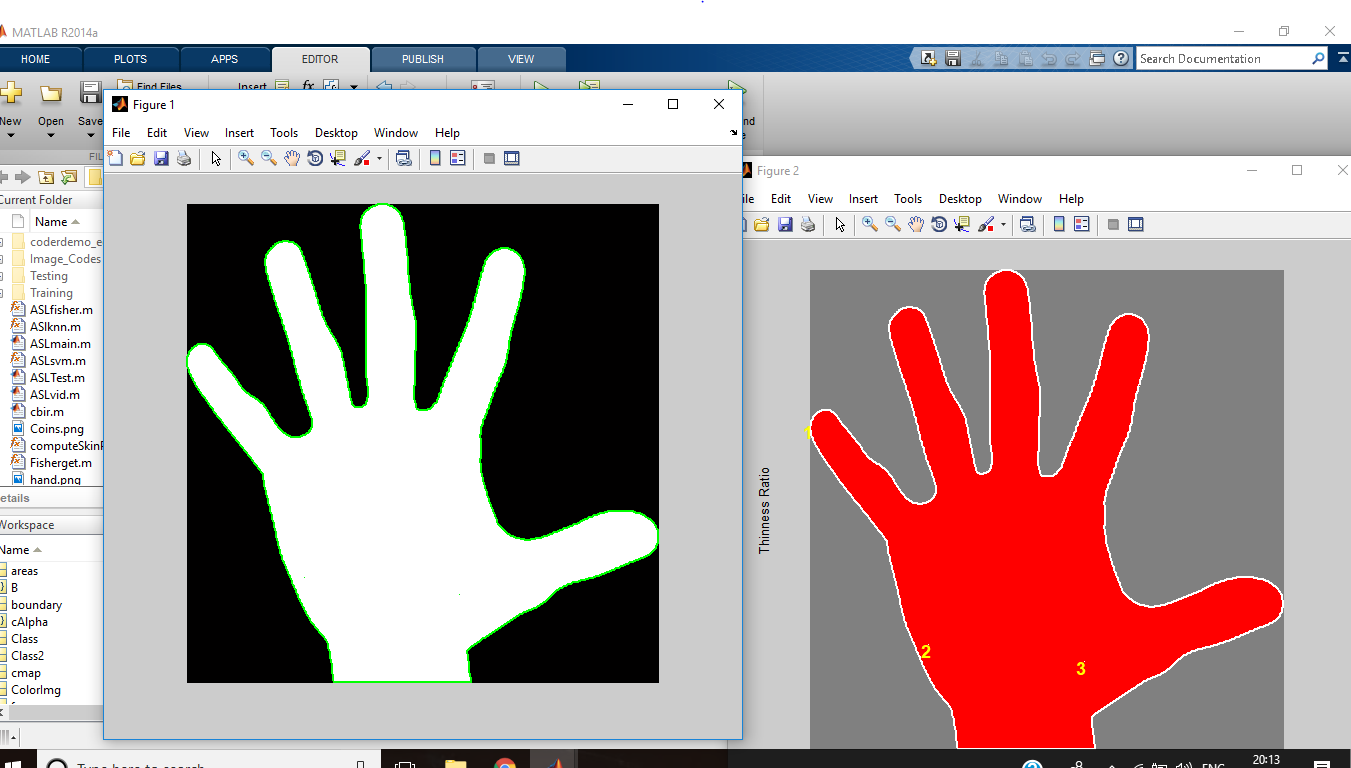 MATLAB R2014a
HOME PLOTS APPS EDITOR PUBLISH VIEW
Search Documentation
New Open Save Find Files Insert fx
Figure 1
File Edit View Insert Tools Desktop Window Help
Figure 2
Edit View Insert Tools Desktop Window Help
Current Folder
Name
coderdemo_e
Image_Codes
Testing
Training
ASLfisher.m
ASlknn.m
ASLmain.m
ASLsvm.m
ASLTest.m
ASLvid.m
cbir.m
Coins.png
computeSkinF
Fisherget.m
hand.png
etails
Workspace
Name
areas
B
boundary
cAlpha
Class
Class2
cmap
ColorImg
Thinness Ratio
1
2
3
Type here to search
ENG
20:13